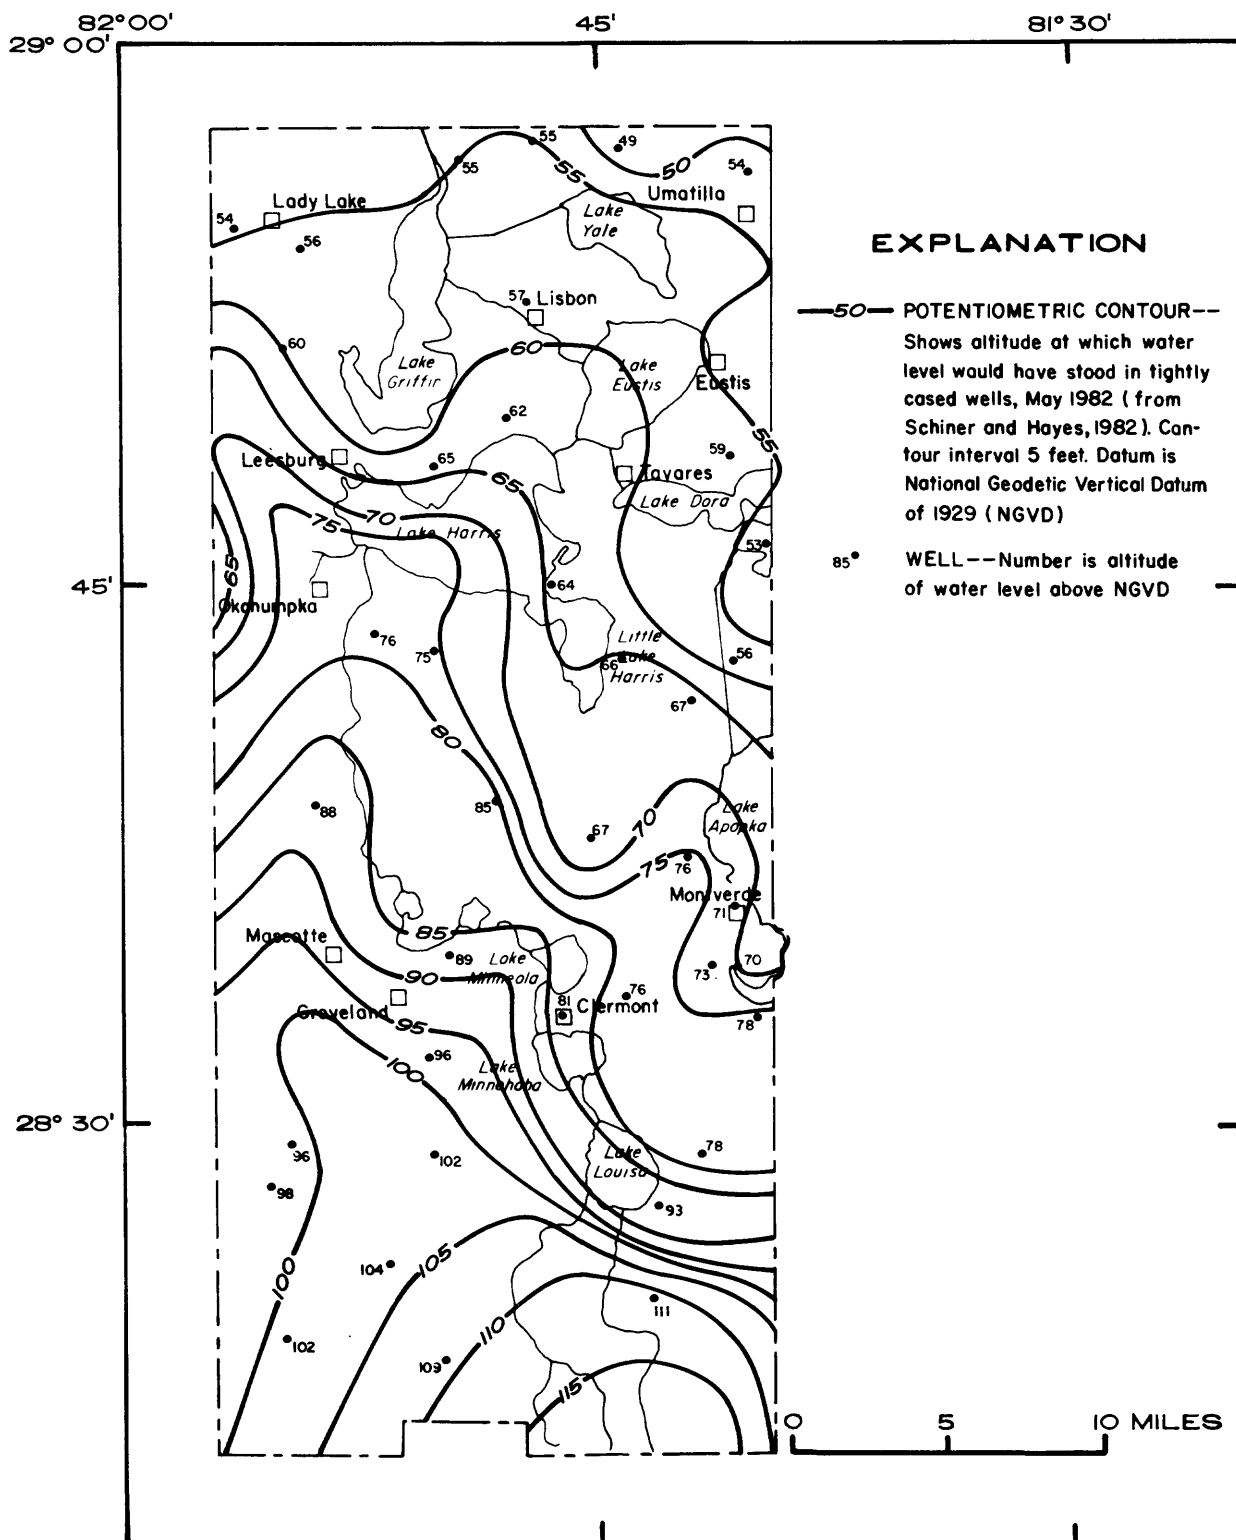 82° 00' 45' 81° 30'
29° 00'
55 49
55 55 50 54
Umatilla
Lady Lake
54
Lake
Yale
56
EXPLANATION
57 Lisbon
—50— POTENTIOMETRIC CONTOUR--
Shows altitude at which water
level would have stood in tightly
cased wells, May 1982 (from
Schiner and Hayes, 1982). Can-
tour interval 5 feet. Datum is
National Geodetic Vertical Datum
of 1929 (NGVD)
85 WELL--Number is altitude
of water level above NGVD
60
60
Lake
Griffin
Lake
Eustis
Eustis
62
55
59
Leesburg
65
65
Tavares
Lake Dora
75 70
Lake Harris
53
65
45'
64
Okahumpka
76
75
Little
Lake
Harris
66
56
67
80
88
85
67
70
Lake
Apopka
75
76
Montverde
71
85
Mascotte
89
Lake
Minneola
90
73
70
76
81 Clermont
Groveland
95
78
96
100
Lake
Minnehaha
28° 30'
96
102
98
78
Lake
Louisa
93
100
104
105
111
102
110
109
115
0 5 10 MILES